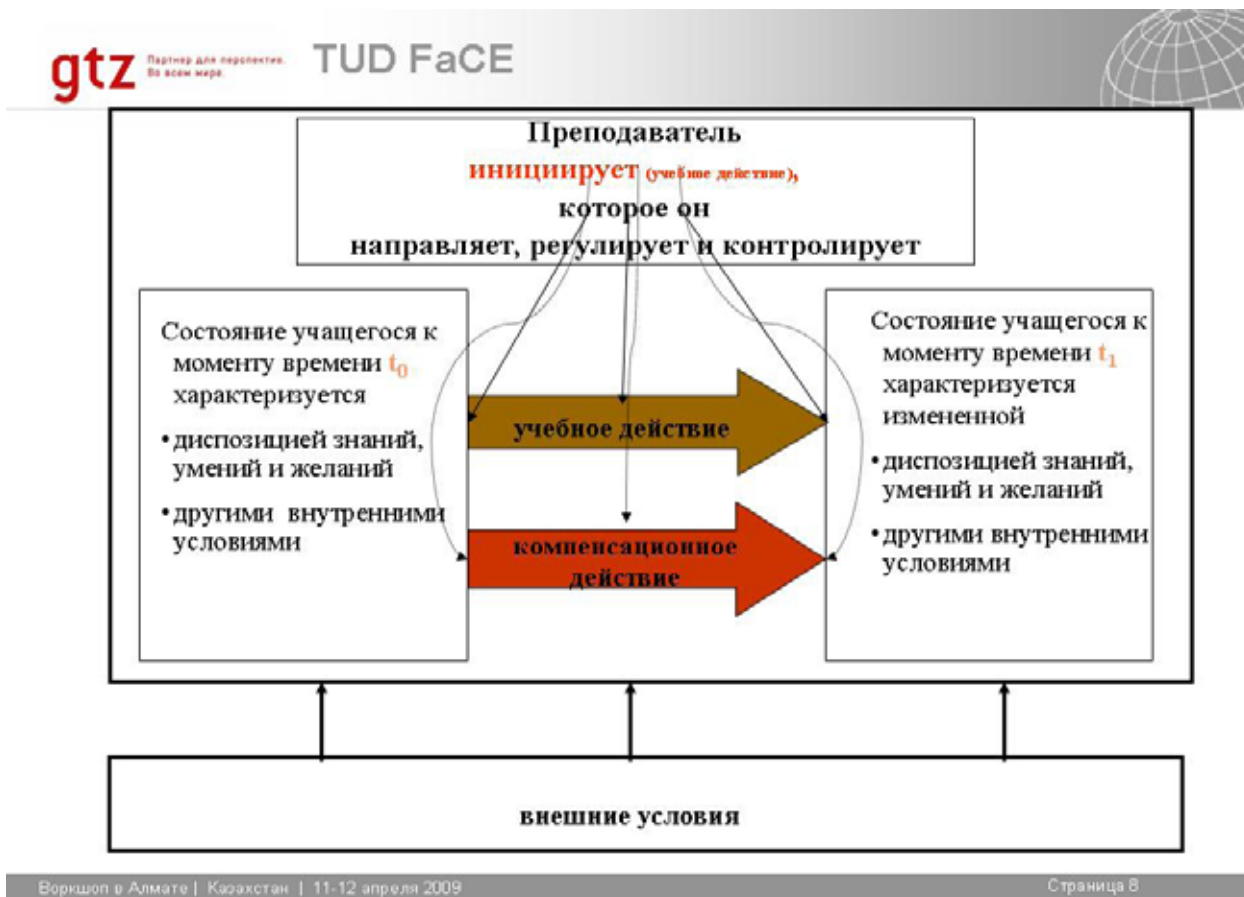 gtz Партнер для перспектив.
Во всем мире.
TUD FaCE
Преподаватель
инициирует (учебное действие),
которое он
направляет, регулирует и контролирует
Состояние учащегося к
моменту времени t₀
характеризуется
•диспозицией знаний,
умений и желаний
•другими внутренними
условиями
учебное действие
компенсационное
действие
Состояние учащегося к
моменту времени t₁
характеризуется
измененной
•диспозицией знаний,
умений и желаний
•другими внутренними
условиями
внешние условия
Воркшоп в Алмате | Казахстан | 11-12 апреля 2009
Страница 8